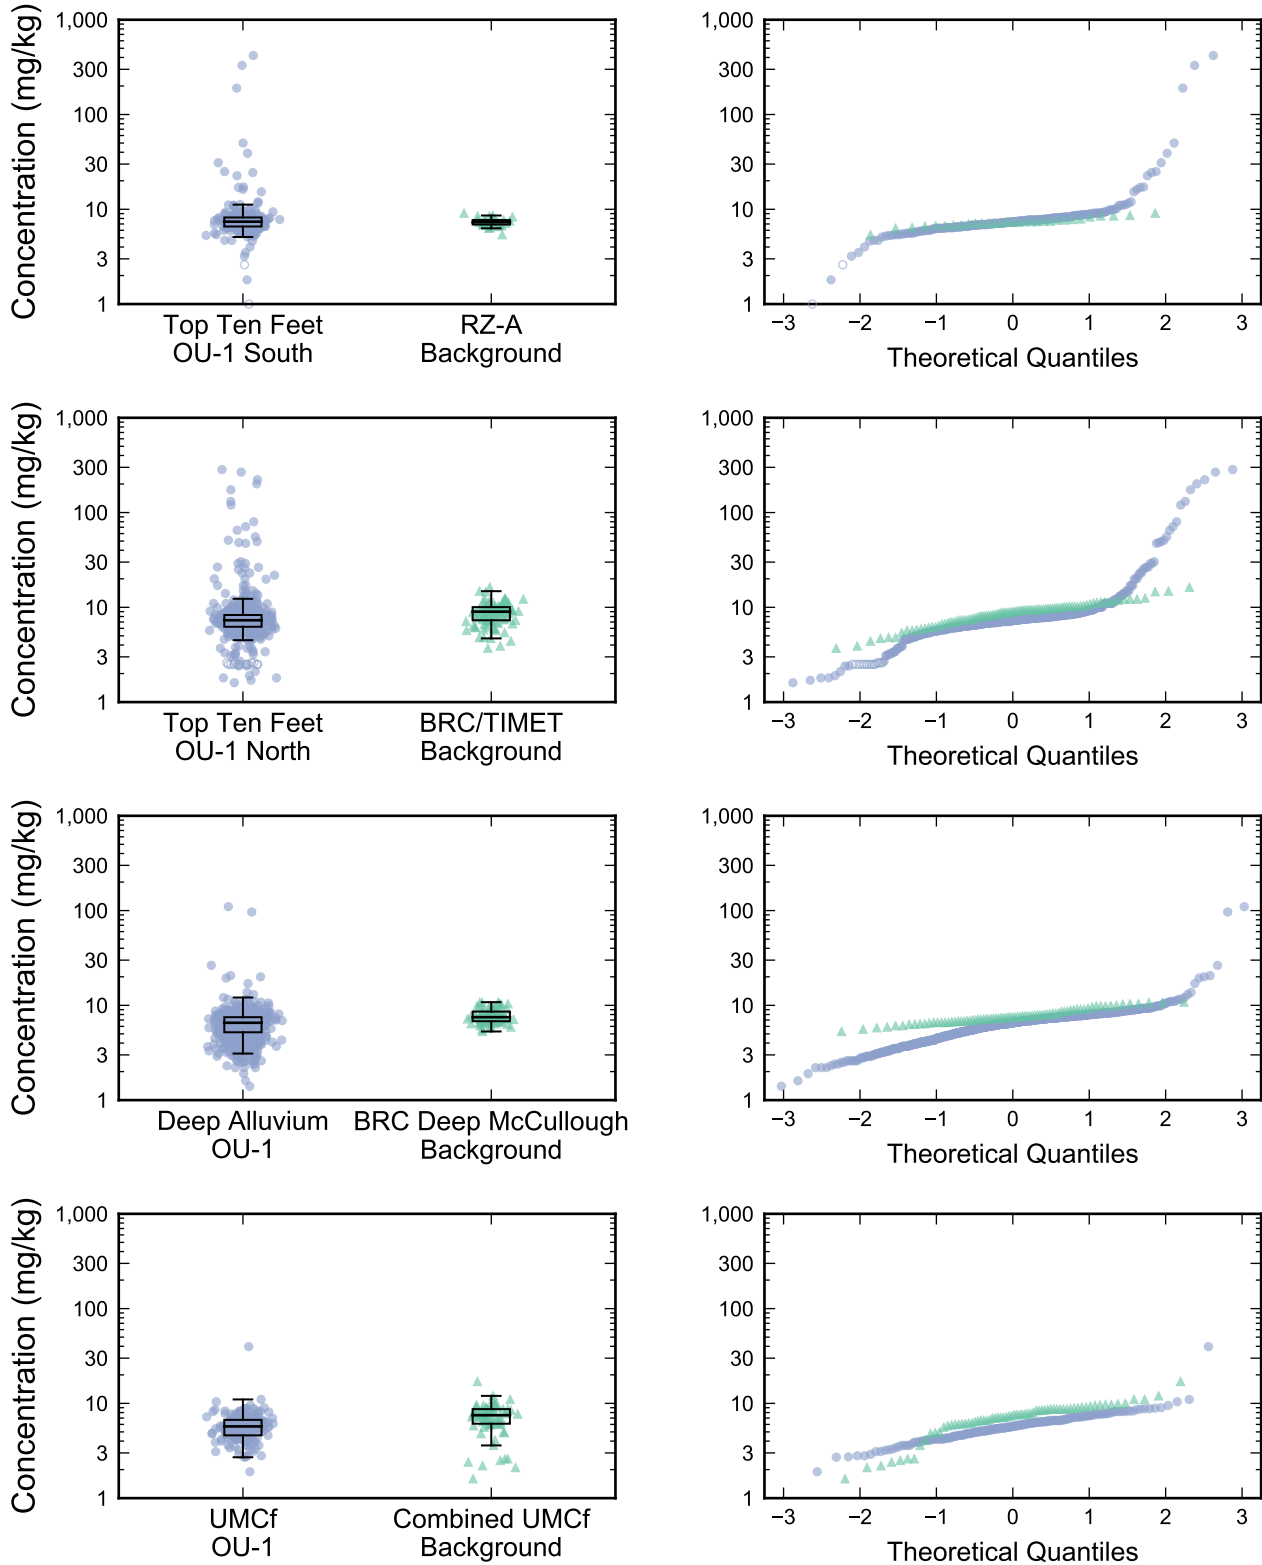 Concentration (mg/kg)
1,000
300
100
30
10
3
1
Top Ten Feet
OU-1 South
RZ-A
Background
1,000
300
100
30
10
3
1
−3 −2 −1 0 1 2 3
Theoretical Quantiles
Concentration (mg/kg)
1,000
300
100
30
10
3
1
Top Ten Feet
OU-1 North
BRC/TIMET
Background
1,000
300
100
30
10
3
1
−3 −2 −1 0 1 2 3
Theoretical Quantiles
Concentration (mg/kg)
1,000
300
100
30
10
3
1
Deep Alluvium
OU-1
BRC Deep McCullough
Background
1,000
300
100
30
10
3
1
−3 −2 −1 0 1 2 3
Theoretical Quantiles
Concentration (mg/kg)
1,000
300
100
30
10
3
1
UMCf
OU-1
Combined UMCf
Background
1,000
300
100
30
10
3
1
−3 −2 −1 0 1 2 3
Theoretical Quantiles